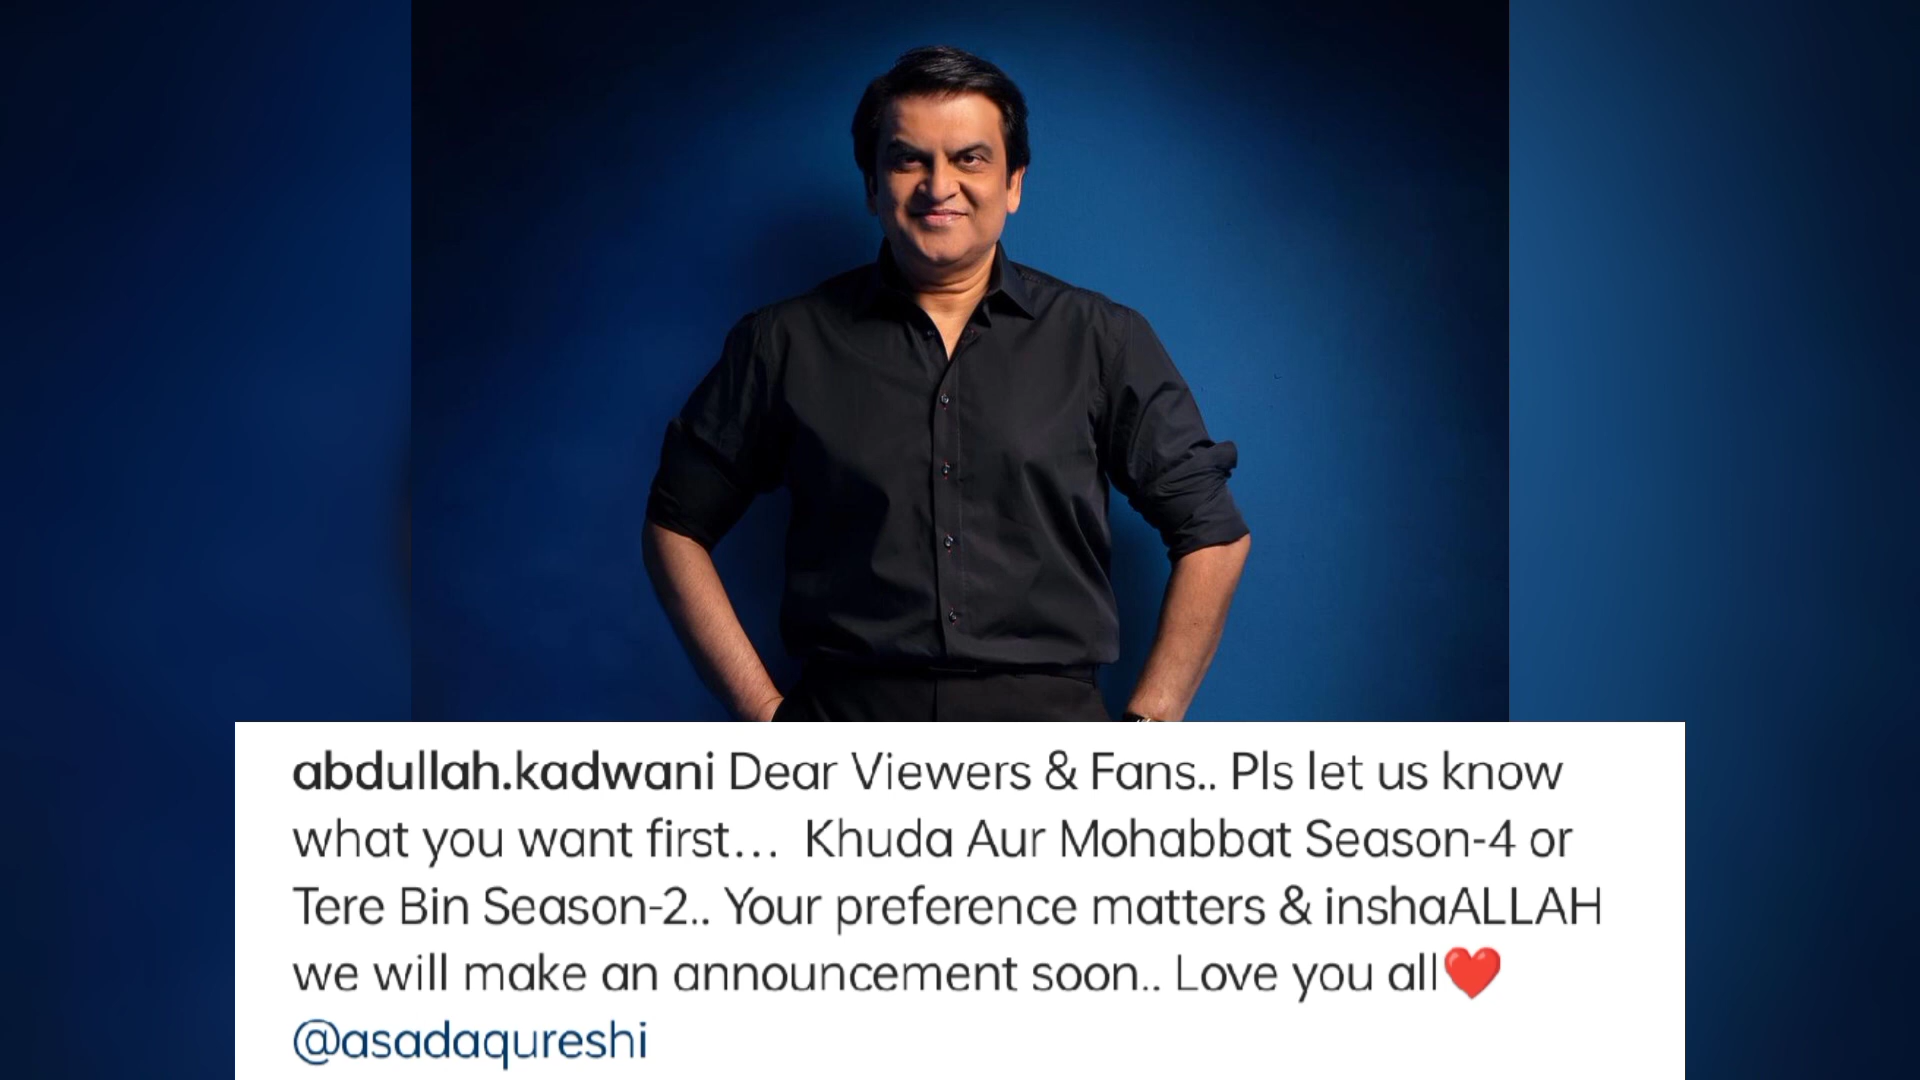 abdullah.kadwani Dear Viewers & Fans.. Pls let us know
what you want first... Khuda Aur Mohabbat Season-4 or
Tere Bin Season-2.. Your preference matters & inshaALLAH
we will make an announcement soon.. Love you all❤️
@asadaqureshi